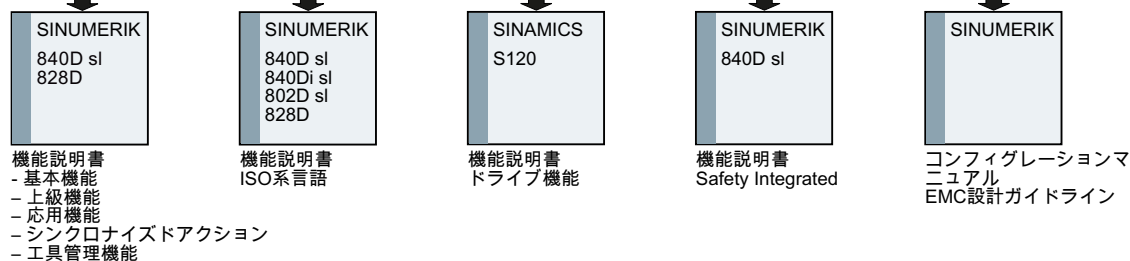 SINUMERIK
840D sl
828D
機能説明書
- 基本機能
– 上級機能
– 応用機能
– シンクロナイズドアクション
– 工具管理機能
SINUMERIK
840D sl
840Di sl
802D sl
828D
機能説明書
ISO系言語
SINAMICS
S120
機能説明書
ドライブ機能
SINUMERIK
840D sl
機能説明書
Safety Integrated
SINUMERIK
コンフィグレーションマ
ニュアル
EMC設計ガイドライン